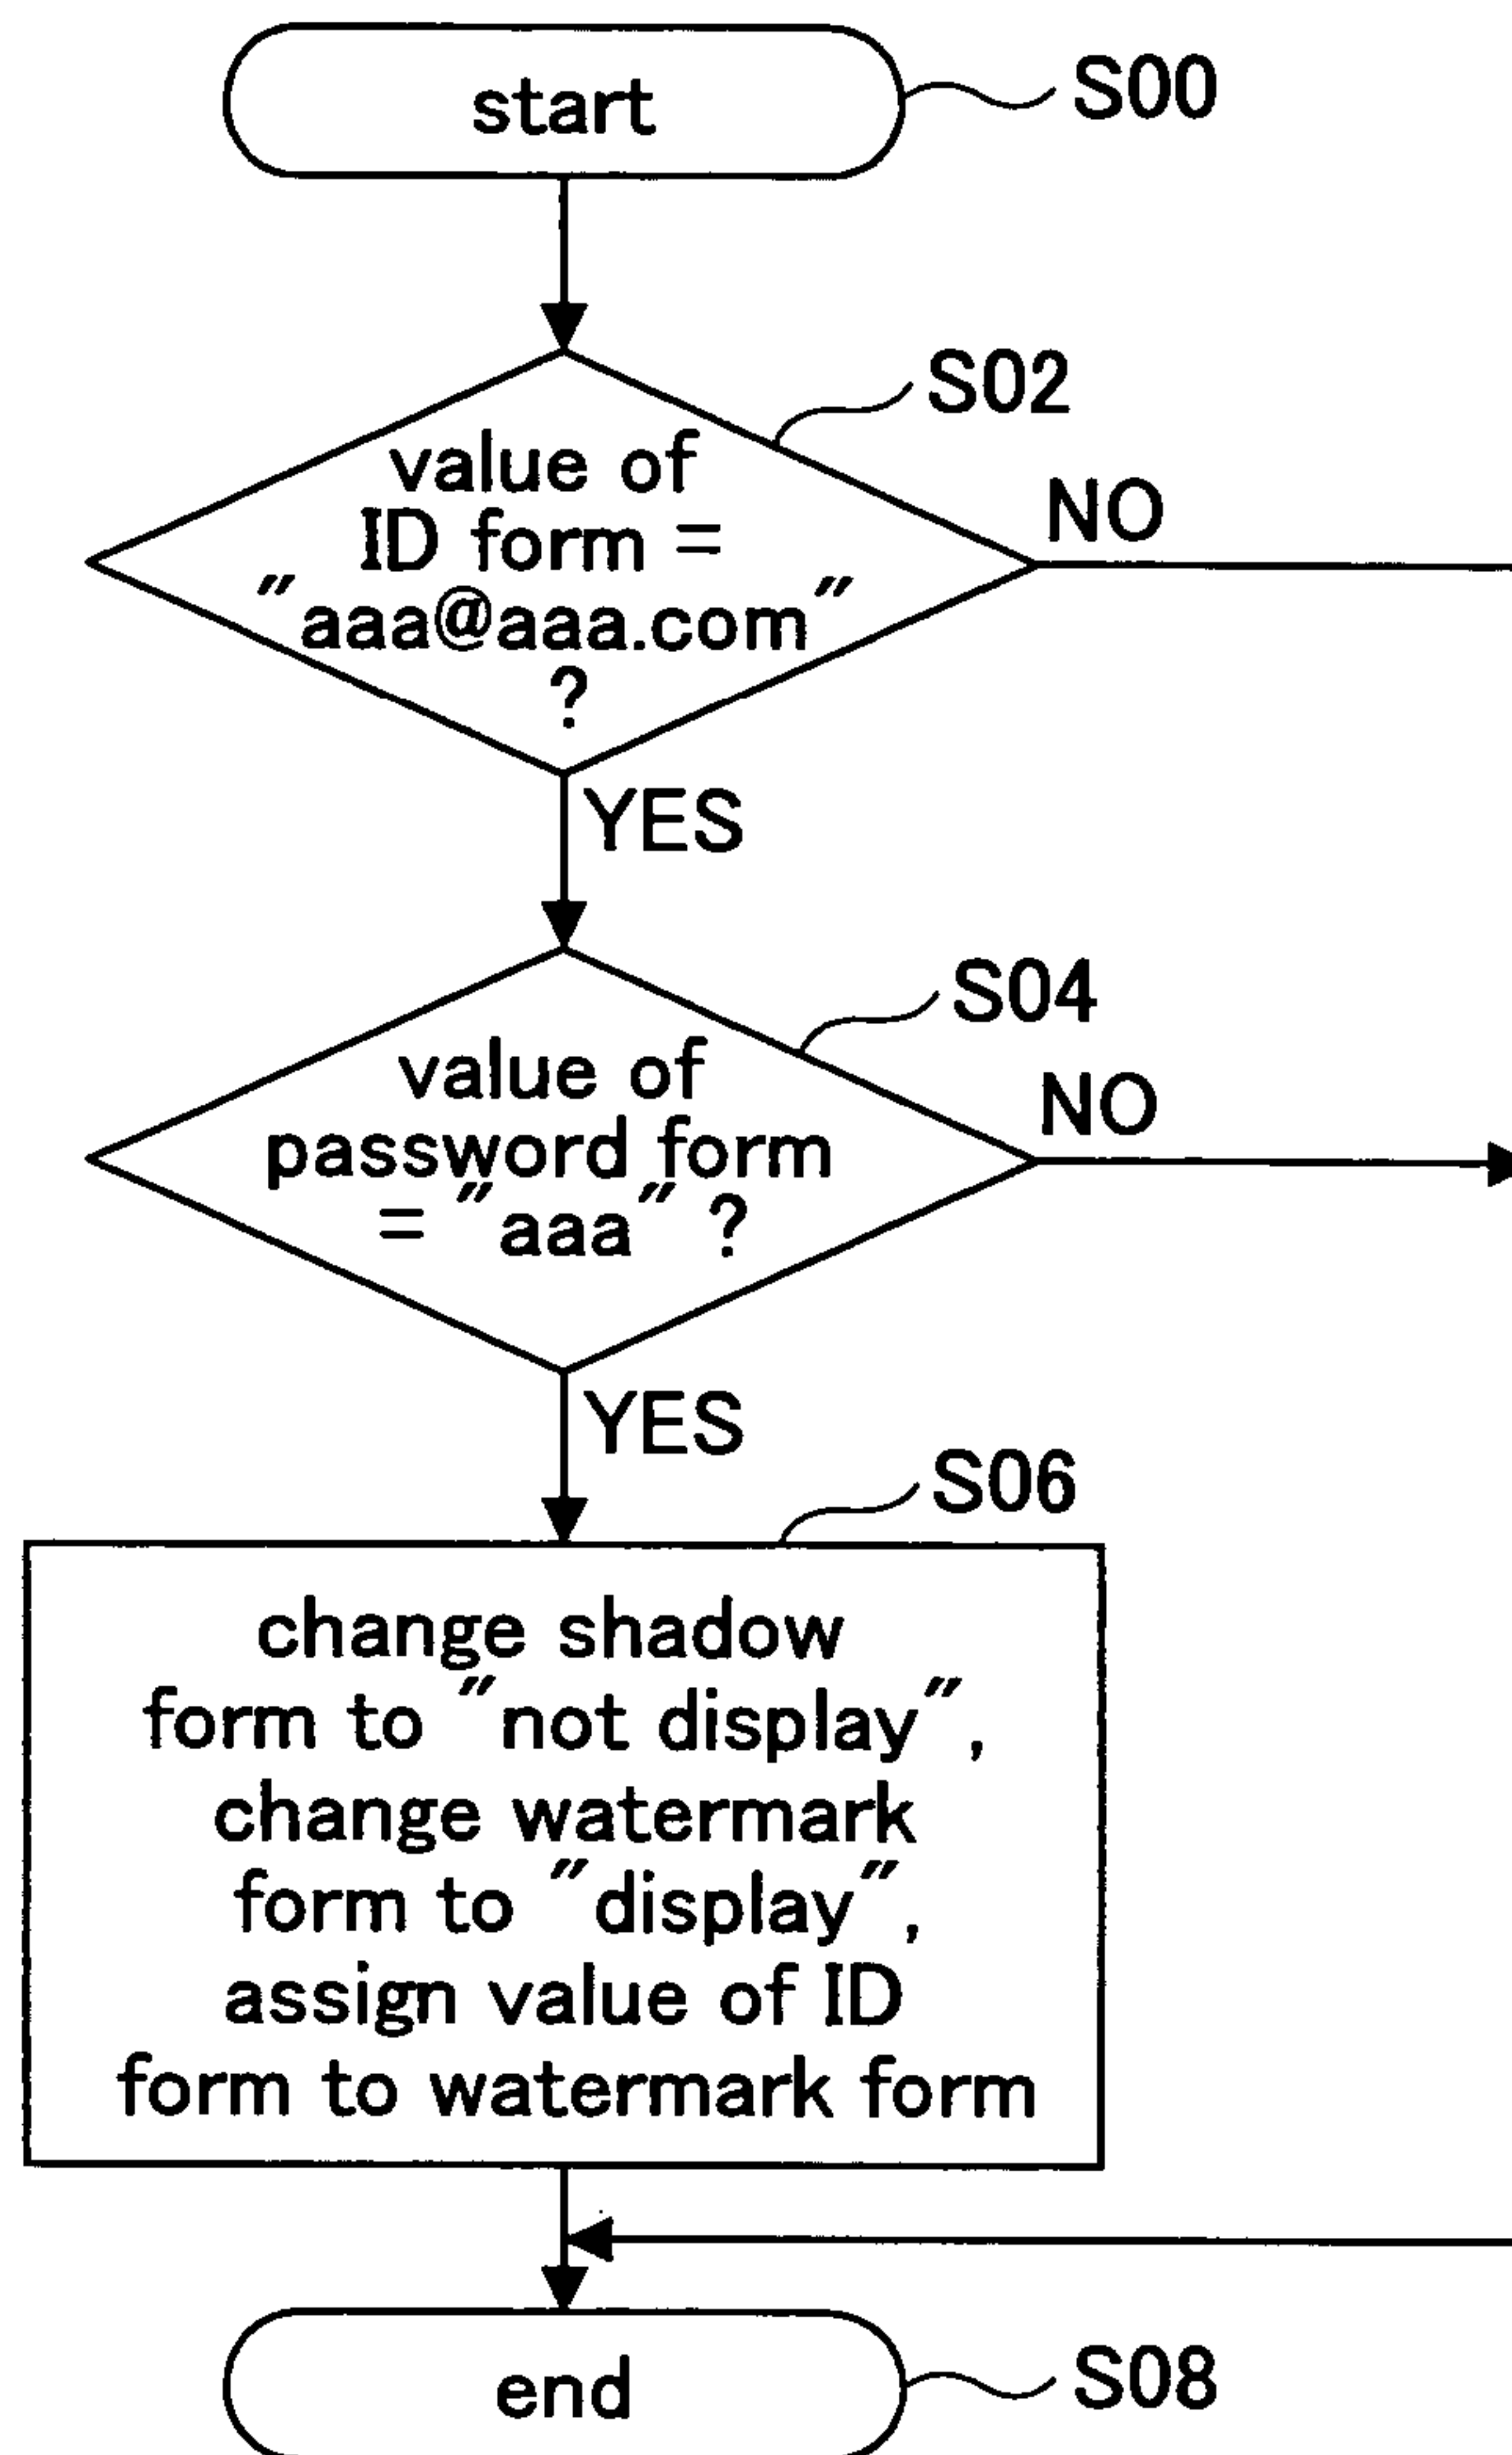 start
S00
S02
value of
ID form =
"aaa@aaa.com"
?
NO
YES
S04
value of
password form
= "aaa" ?
NO
YES
S06
change shadow
form to "not display",
change watermark
form to "display",
assign value of ID
form to watermark form
end
S08